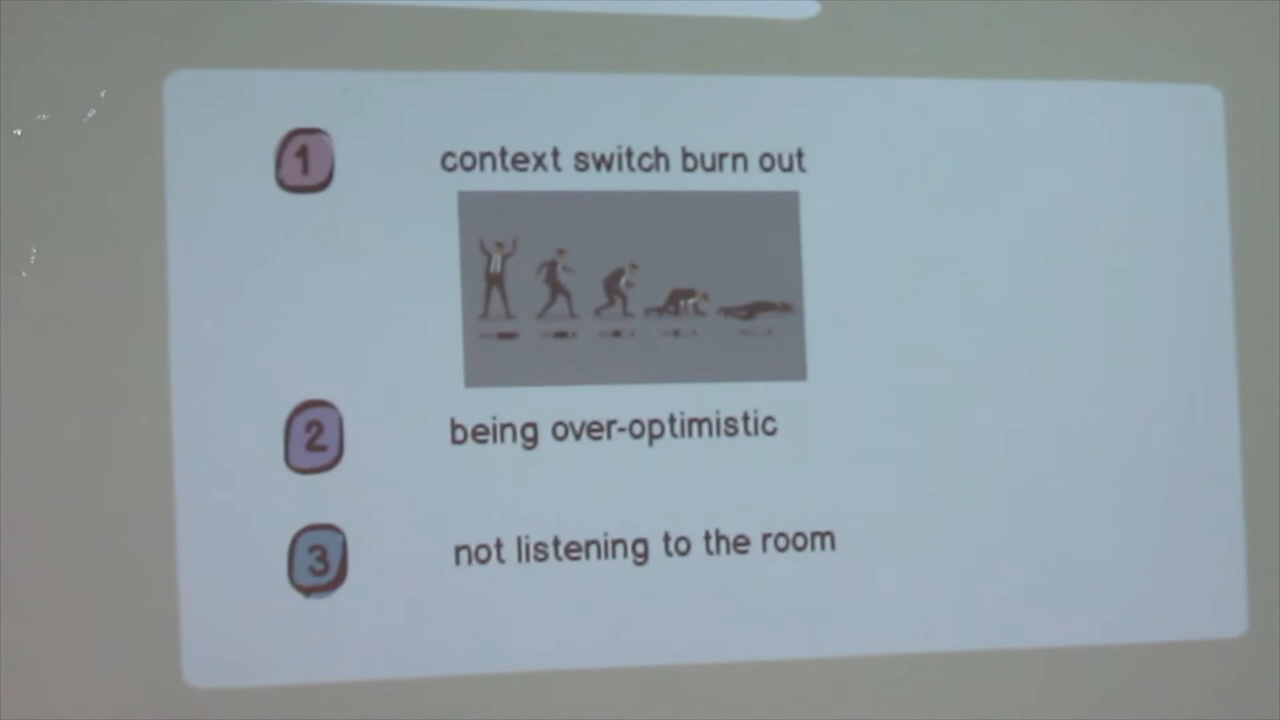 1
context switch burn out
2
being over-optimistic
3
not listening to the room